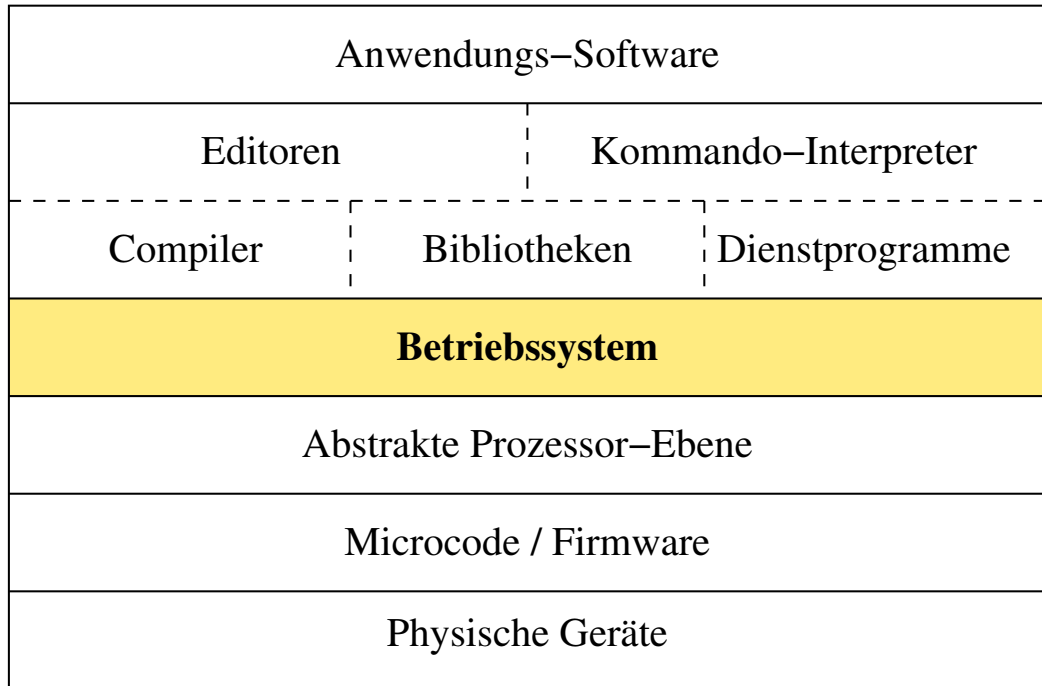 Anwendungs−Software
Editoren Kommando−Interpreter
Compiler Bibliotheken Dienstprogramme
Betriebssystem
Abstrakte Prozessor−Ebene
Microcode / Firmware
Physische Geräte